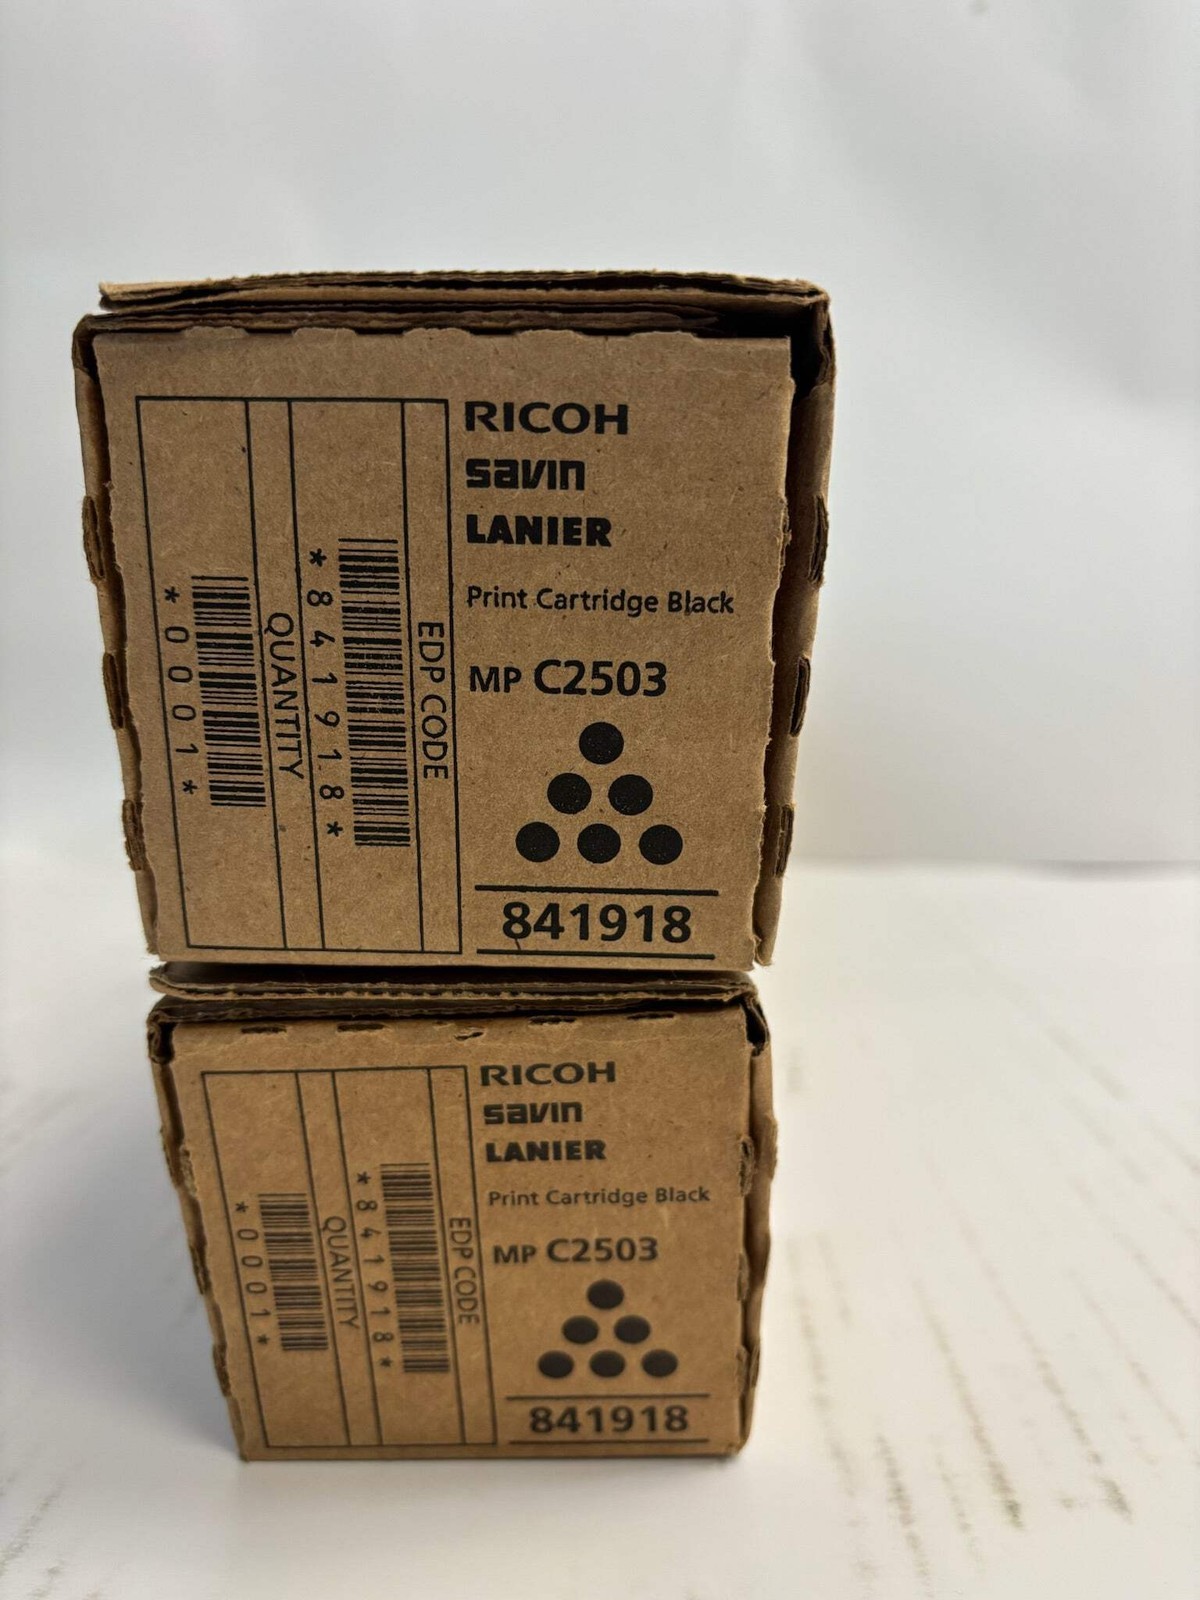 RICOH
savin
LANIER
Print Cartridge Black
MP C2503
841918
EDP CODE
*841918*
QUANTITY
*0001*
RICOH
savin
LANIER
Print Cartridge Black
MP C2503
841918
EDP CODE
*841918*
QUANTITY
*0001*